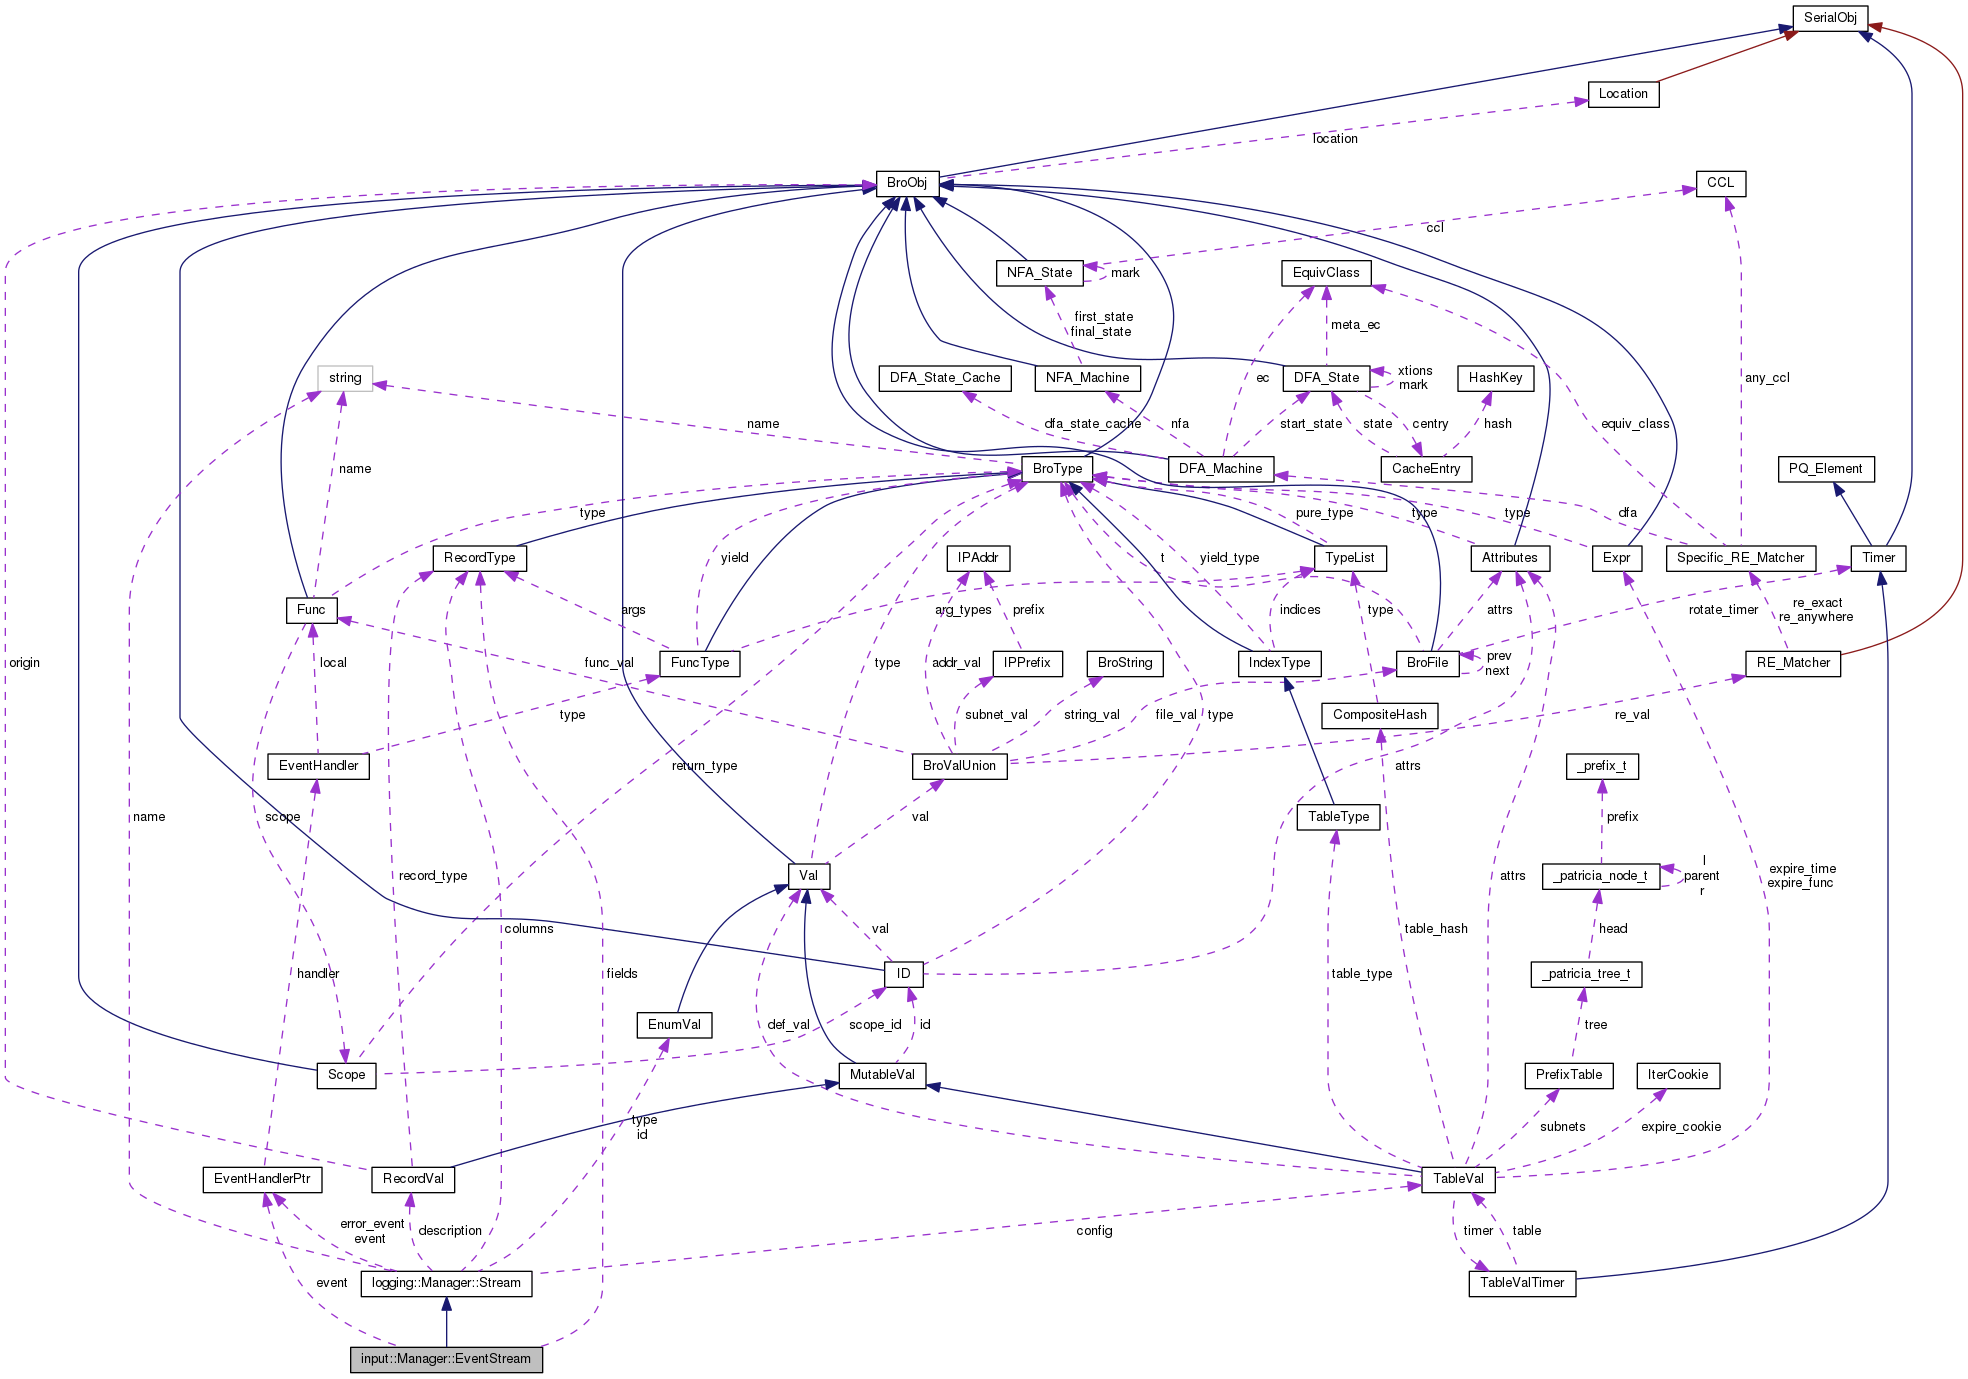 SerialObj
Location
location
BroObj
CCL
ccl
NFA_State
mark
EquivClass
first_state
final_state
meta_ec
string
DFA_State_Cache
NFA_Machine
ec
DFA_State
xtions
mark
HashKey
any_ccl
name
dfa_state_cache
nfa
start_state
state
centry
hash
equiv_class
name
BroType
DFA_Machine
CacheEntry
PQ_Element
type
pure_type
type
type
dfa
RecordType
yield
IPAddr
t
yield_type
TypeList
Attributes
Expr
Specific_RE_Matcher
Timer
Func
args
arg_types
prefix
indices
type
attrs
rotate_timer
re_exact
re_anywhere
origin
local
FuncType
func_val
type
addr_val
IPPrefix
BroString
IndexType
BroFile
prev
next
RE_Matcher
type
subnet_val
string_val
file_val
type
CompositeHash
re_val
EventHandler
return_type
BroValUnion
attrs
_prefix_t
name
scope
val
TableType
prefix
record_type
Val
attrs
_patricia_node_t
l
parent
r
expire_time
expire_func
columns
val
table_hash
head
handler
fields
ID
table_type
_patricia_tree_t
EnumVal
def_val
scope_id
id
tree
Scope
MutableVal
PrefixTable
IterCookie
type
id
subnets
expire_cookie
EventHandlerPtr
RecordVal
TableVal
error_event
event
description
config
timer
table
event
logging::Manager::Stream
TableValTimer
input::Manager::EventStream